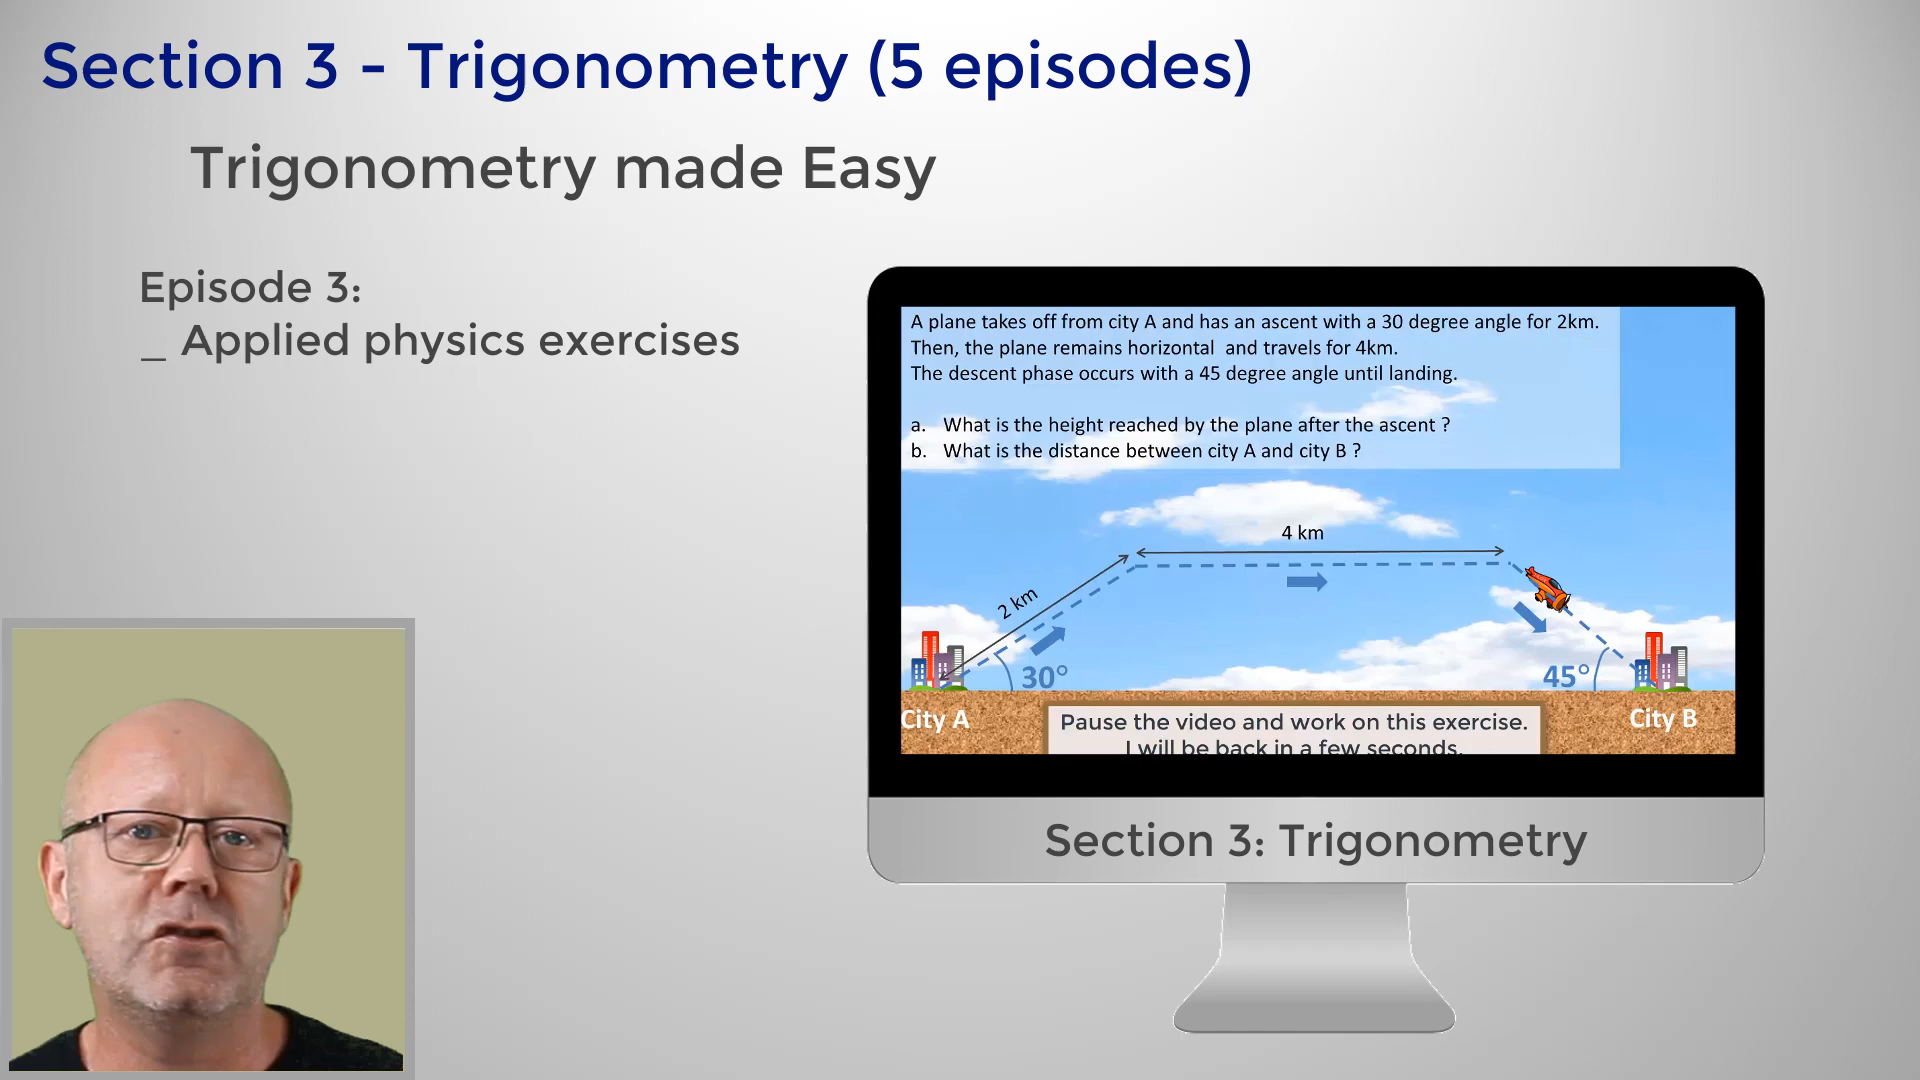 Section 3 - Trigonometry (5 episodes)
Trigonometry made Easy
Episode 3:
_ Applied physics exercises
A plane takes off from city A and has an ascent with a 30 degree angle for 2km.
Then, the plane remains horizontal and travels for 4km.
The descent phase occurs with a 45 degree angle until landing.
a. What is the height reached by the plane after the ascent ?
b. What is the distance between city A and city B ?
4 km
2 km
30°
45°
City A
City B
Pause the video and work on this exercise.
I will be back in a few seconds.
Section 3: Trigonometry